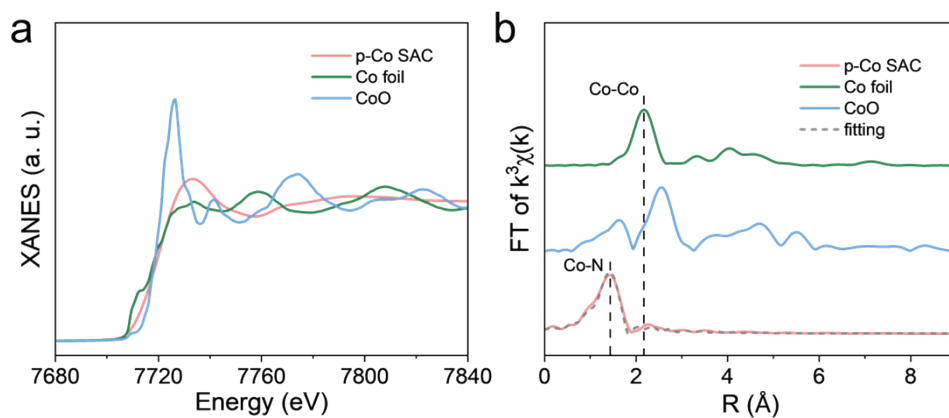 a
XANES (a. u.)
p-Co SAC
Co foil
CoO
7680
7720
7760
7800
7840
Energy (eV)
b
FT of k³χ(k)
p-Co SAC
Co foil
CoO
fitting
Co-Co
Co-N
0
2
4
6
8
R (Å)